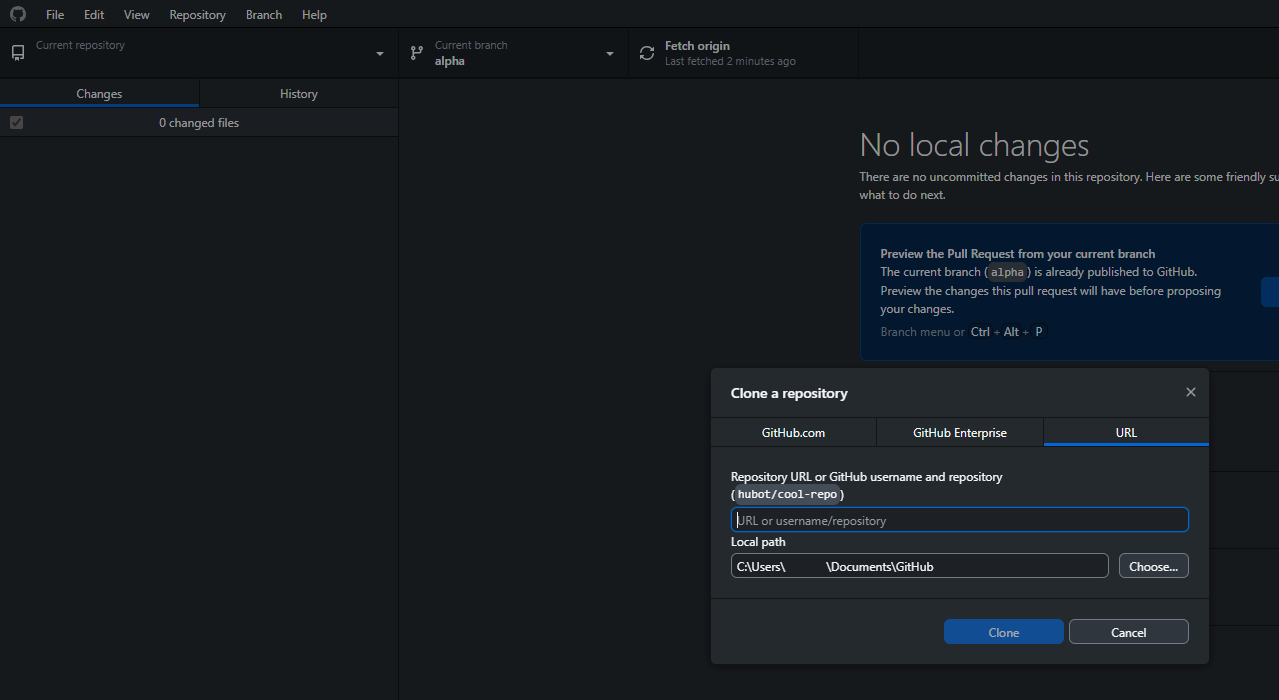 File Edit View Repository Branch Help
Current repository
Current branch
alpha
Fetch origin
Last fetched 2 minutes ago
Changes
History
0 changed files
No local changes
There are no uncommitted changes in this repository. Here are some friendly su
what to do next.
Preview the Pull Request from your current branch
The current branch (alpha) is already published to GitHub.
Preview the changes this pull request will have before proposing
your changes.
Branch menu or Ctrl + Alt + P
Clone a repository
GitHub.com
GitHub Enterprise
URL
Repository URL or GitHub username and repository
(hubot/cool-repo)
URL or username/repository
Local path
C:\Users\ \Documents\GitHub
Choose...
Clone
Cancel